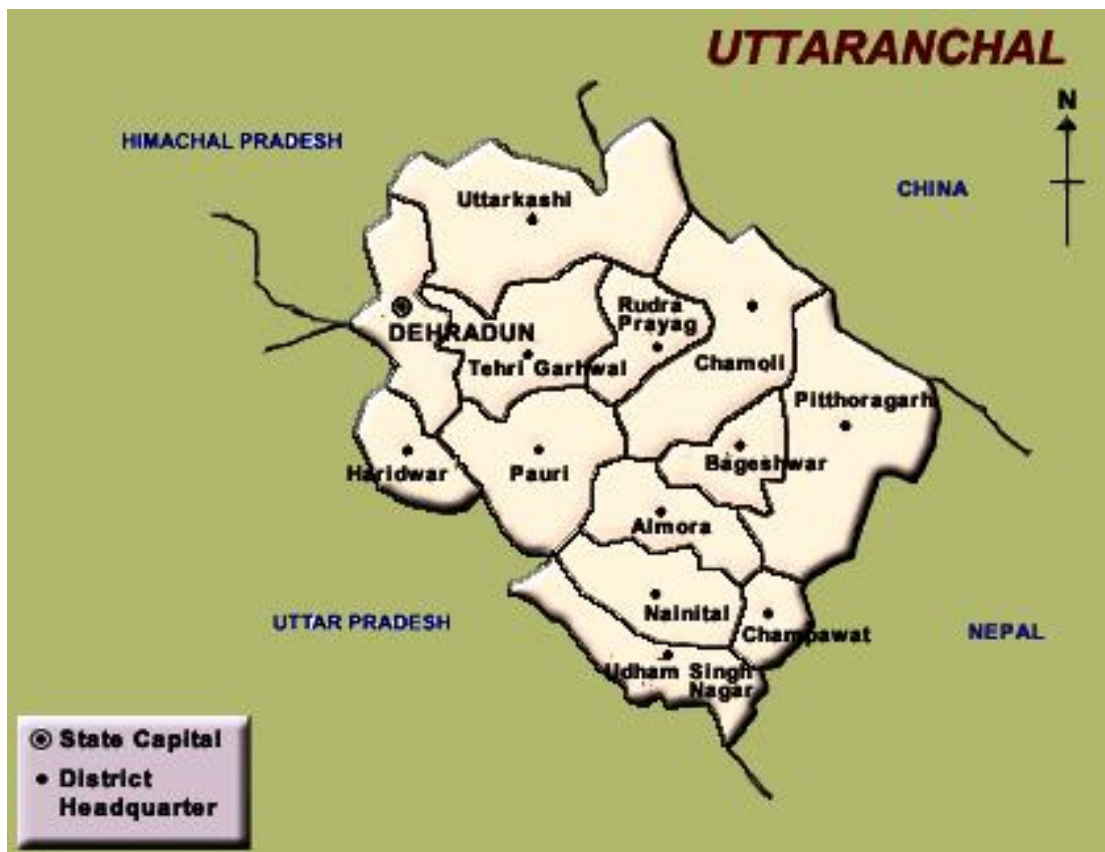 UTTARANCHAL
N
HIMACHAL PRADESH
CHINA
Uttarkashi
Rudra
Prayag
DEHRADUN
Tehri Garhwal
Chamoli
Pitthoragarh
Haridwar
Pauri
Bageshwar
Almora
Nainital
UTTAR PRADESH
Champawat
NEPAL
Udham Singh
Nagar
State Capital
District
Headquarter